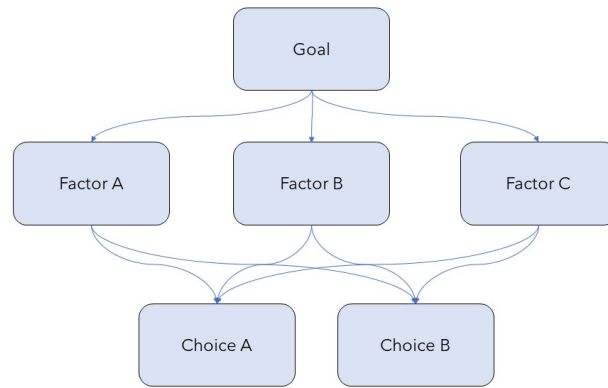 Goal
Factor A
Factor B
Factor C
Choice A
Choice B